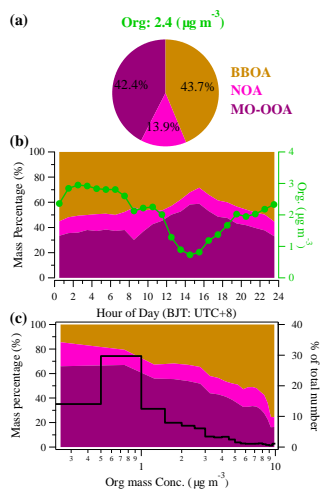 (a)
Org: 2.4 (µg m⁻³)
42.4%
43.7%
13.9%
BBOA
NOA
MO-OOA
(b)
Mass Percentage (%)
100
80
60
40
20
0
4
3
2
1
0
Org. (µg m⁻³)
0 2 4 6 8 10 12 14 16 18 20 22 24
Hour of Day (BJT: UTC+8)
(c)
Mass percentage (%)
100
80
60
40
20
0
40
30
20
10
0
% of total number
3 4 5 6 7 8 9 1 2 3 4 5 6 7 8 9 10
Org mass Conc. (µg m⁻³)